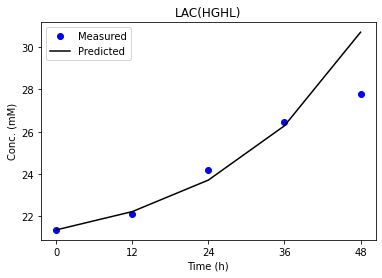 LAC(HGHL)
Measured
Predicted
30
28
26
24
22
Conc. (mM)
0 12 24 36 48
Time (h)